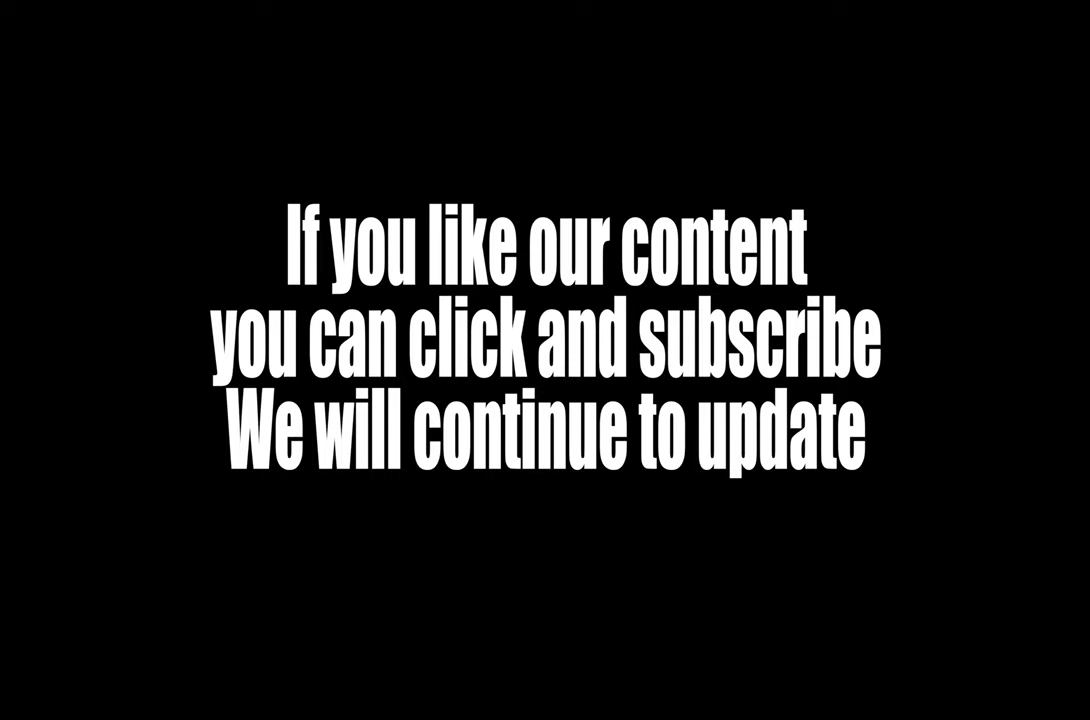 If you like our content
you can click and subscribe
We will continue to update